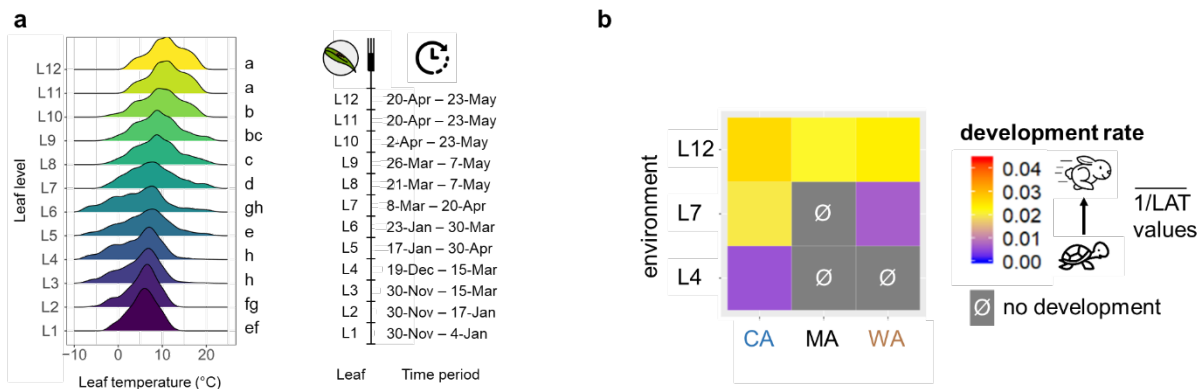 a
b
Leaf level
L12
L11
L10
L9
L8
L7
L6
L5
L4
L3
L2
L1
a
a
b
bc
c
d
gh
e
h
h
fg
ef
−10 0 10 20
Leaf temperature (°C)
L12 20-Apr – 23-May
L11 20-Apr – 23-May
L10 2-Apr – 23-May
L9 26-Mar – 7-May
L8 21-Mar – 7-May
L7 8-Mar – 20-Apr
L6 23-Jan – 30-Mar
L5 17-Jan – 30-Apr
L4 19-Dec – 15-Mar
L3 30-Nov – 15-Mar
L2 30-Nov – 17-Jan
L1 30-Nov – 4-Jan
Leaf Time period
environment
L12
L7 Ø
L4 Ø Ø
CA MA WA
development rate
0.04
0.03
0.02
0.01
0.00
1/LAT
values
Ø no development